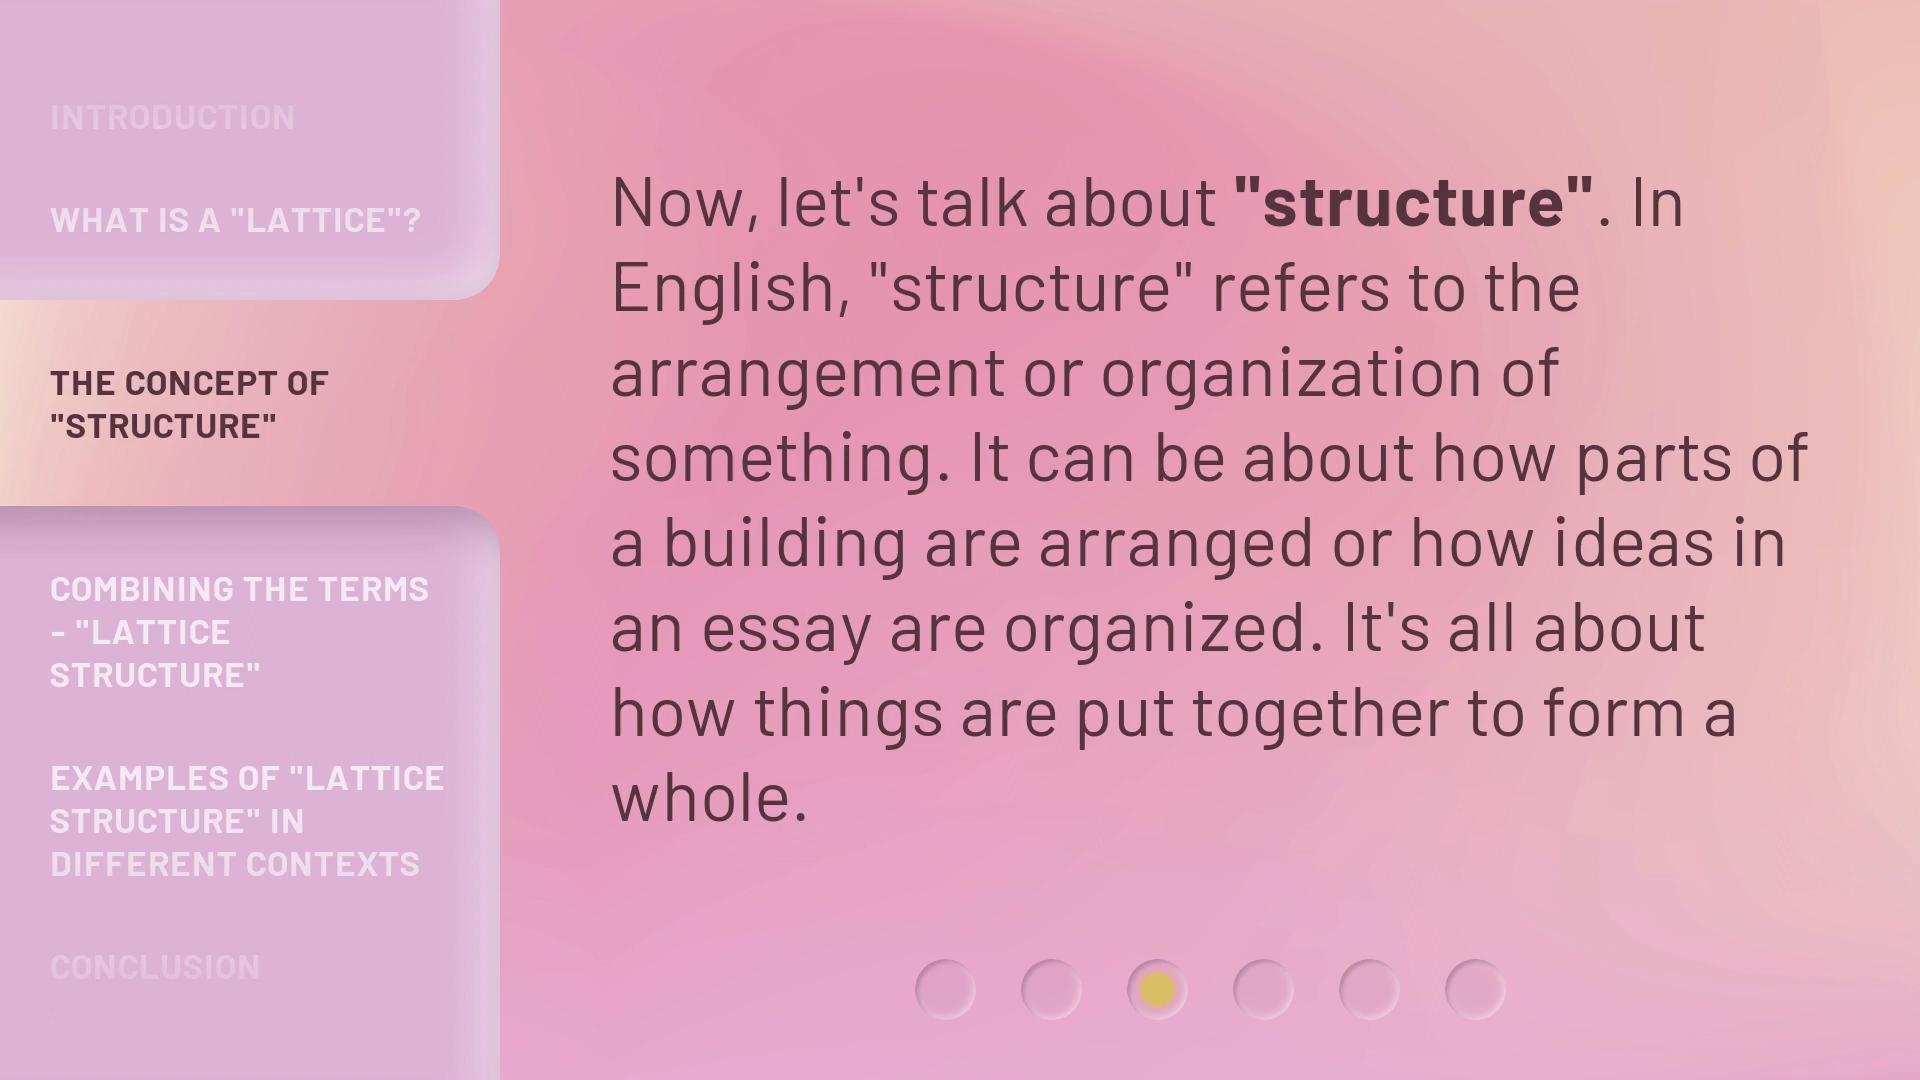 INTRODUCTION
WHAT IS A "LATTICE"?
THE CONCEPT OF
"STRUCTURE"
COMBINING THE TERMS
- "LATTICE
STRUCTURE"
EXAMPLES OF "LATTICE
STRUCTURE" IN
DIFFERENT CONTEXTS
CONCLUSION
Now, let's talk about "structure". In
English, "structure" refers to the
arrangement or organization of
something. It can be about how parts of
a building are arranged or how ideas in
an essay are organized. It's all about
how things are put together to form a
whole.